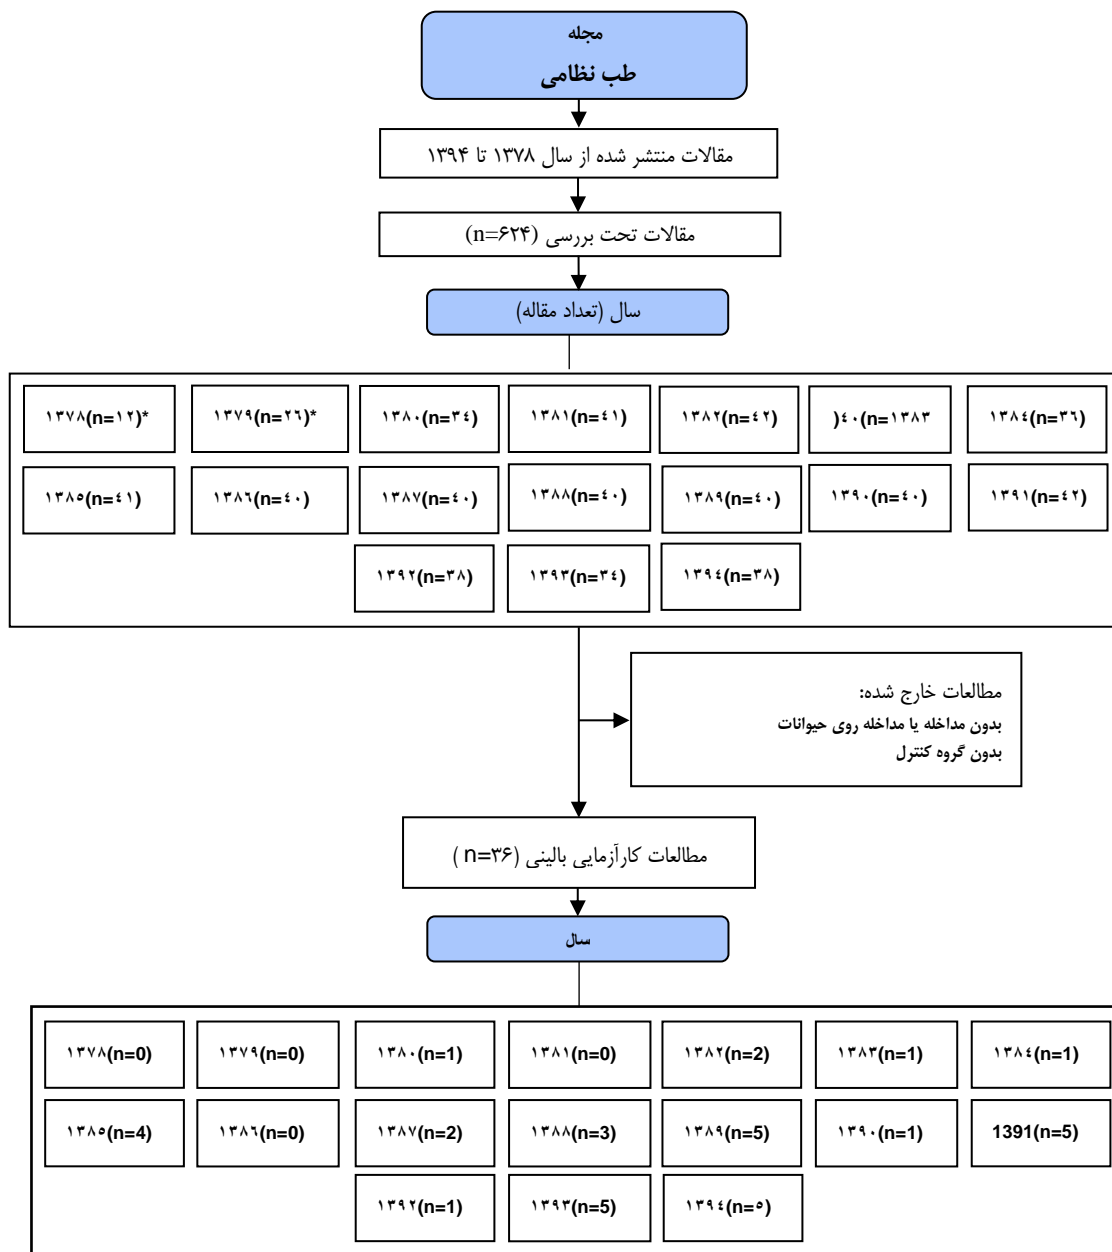 مجله
طب نظامی
مقالات منتشر شده از سال ۱۳۷۸ تا ۱۳۹۴
مقالات تحت بررسی (n=۶۲۴)
سال (تعداد مقاله)
۱۳۷۸(n=۱۲)*
۱۳۷۹(n=۲۶)*
۱۳۸۰(n=۳٤)
۱۳۸۱(n=٤۱)
۱۳۸۲(n=٤۲)
)٤۰(n=۱۳۸۳
۱۳۸٤(n=۳٦)
۱۳۸٥(n=٤۱)
۱۳۸٦(n=٤۰)
۱۳۸۷(n=٤۰)
۱۳۸۸(n=٤۰)
۱۳۸۹(n=٤۰)
۱۳۹۰(n=٤۰)
۱۳۹۱(n=٤۲)
۱۳۹۲(n=۳۸)
۱۳۹۳(n=۳٤)
۱۳۹٤(n=۳۸)
مطالعات خارج شده:
بدون مداخله یا مداخله روی حیوانات
بدون گروه کنترل
مطالعات کارآزمایی بالینی (n=۳۶ )
سال
۱۳۷۸(n=0)
۱۳۷۹(n=0)
۱۳۸۰(n=1)
۱۳۸۱(n=0)
۱۳۸۲(n=2)
۱۳۸۳(n=1)
۱۳۸٤(n=1)
۱۳۸٥(n=4)
۱۳۸٦(n=0)
۱۳۸۷(n=2)
۱۳۸۸(n=3)
۱۳۸۹(n=5)
۱۳۹۰(n=1)
1391(n=5)
۱۳۹۲(n=1)
۱۳۹۳(n=5)
۱۳۹٤(n=٥)